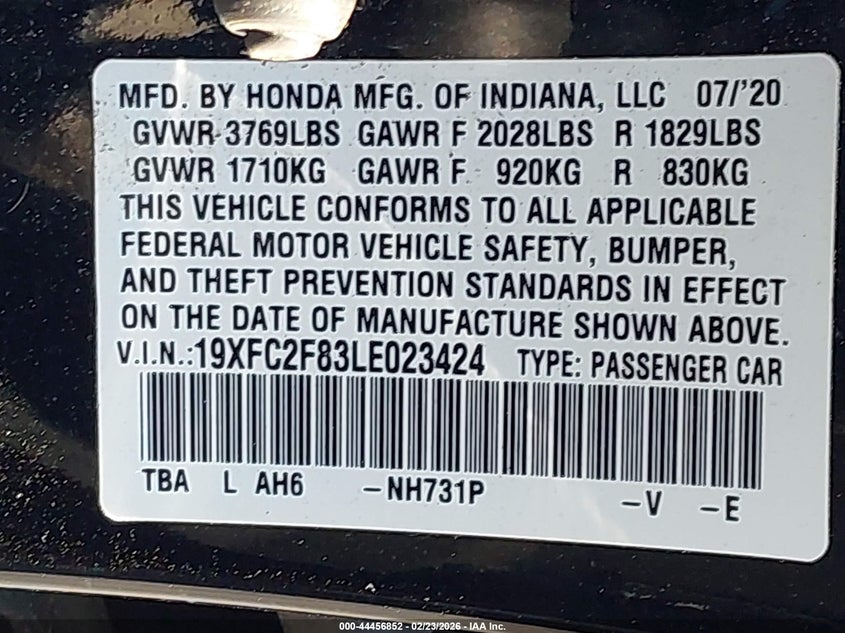 MFD. BY HONDA MFG. OF INDIANA, LLC 07/'20
GVWR 3769LBS GAWR F 2028LBS R 1829LBS
GVWR 1710KG GAWR F 920KG R 830KG
THIS VEHICLE CONFORMS TO ALL APPLICABLE
FEDERAL MOTOR VEHICLE SAFETY, BUMPER,
AND THEFT PREVENTION STANDARDS IN EFFECT
ON THE DATE OF MANUFACTURE SHOWN ABOVE.
V.I.N.:19XFC2F83LE023424 TYPE: PASSENGER CAR
TBA L AH6 -NH731P -V -E
000-44456852 - 02/23/2026 - IAA Inc.